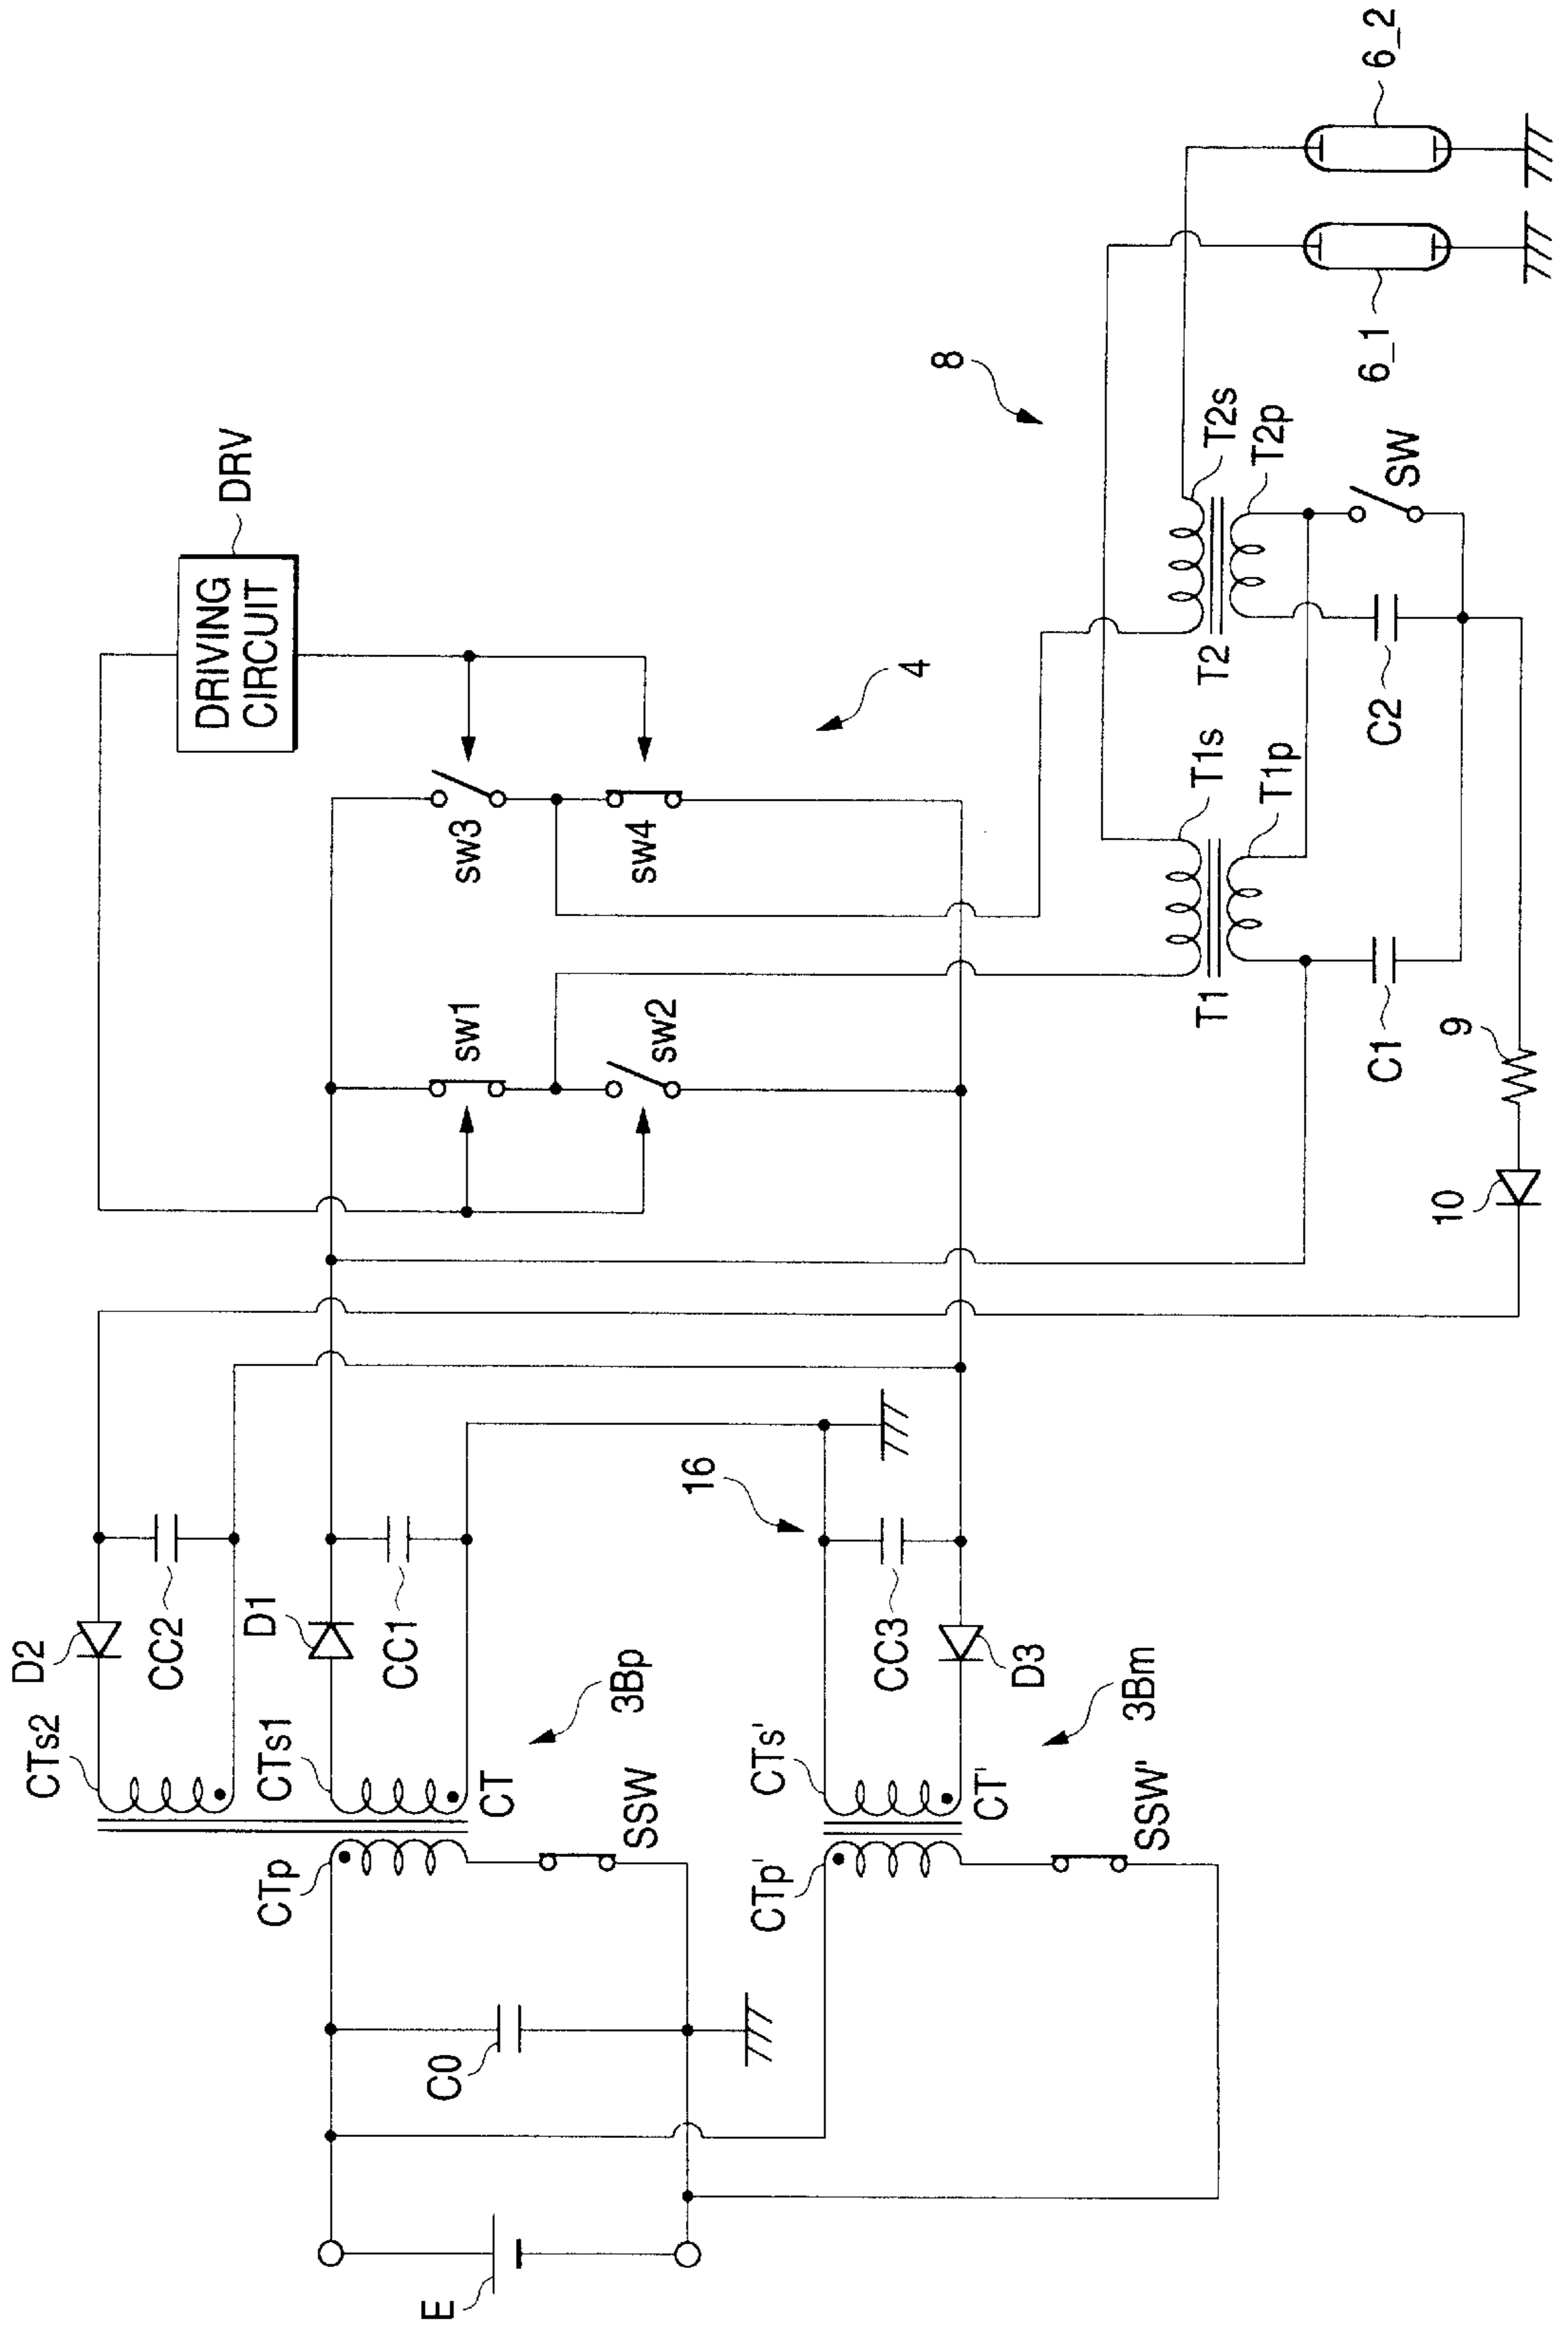 DRIVING
CIRCUIT
DRV
D2
CTs2
CC2
D1
CTs1
CC1
CTp
CT
3Bp
SSW
C0
E
16
CC3
CTs'
CTp'
CT'
D3
3Bm
SSW'
sw1
sw2
sw3
sw4
4
8
T1
T1s
T1p
T2
T2s
T2p
SW
C1
C2
9
10
6_1
6_2